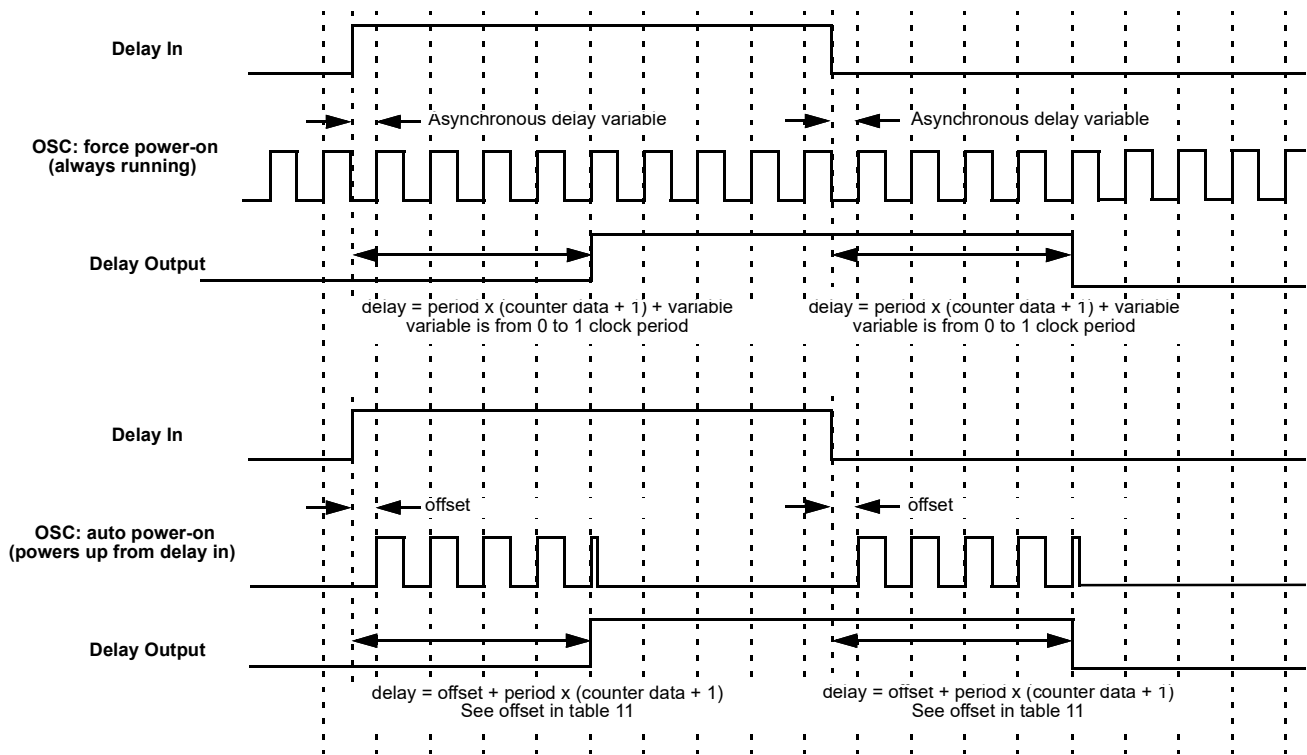 Delay In
Asynchronous delay variable
Asynchronous delay variable
OSC: force power-on
(always running)
Delay Output
delay = period x (counter data + 1) + variable
variable is from 0 to 1 clock period
delay = period x (counter data + 1) + variable
variable is from 0 to 1 clock period
Delay In
offset
offset
OSC: auto power-on
(powers up from delay in)
Delay Output
delay = offset + period x (counter data + 1)
See offset in table 11
delay = offset + period x (counter data + 1)
See offset in table 11